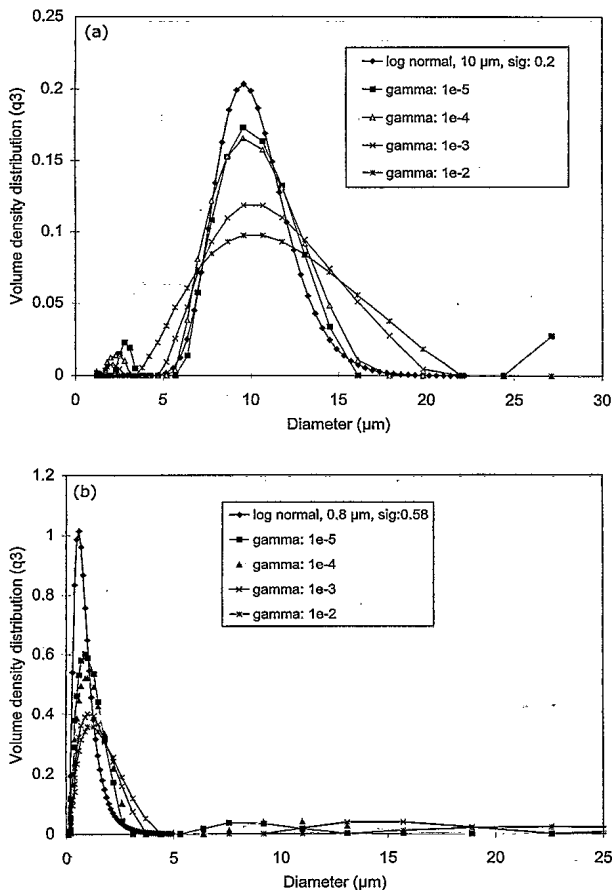 (a)
log normal, 10 µm, sig: 0.2
gamma: 1e-5
gamma: 1e-4
gamma: 1e-3
gamma: 1e-2
Volume density distribution (q3)
0.25
0.2
0.15
0.1
0.05
0
0 5 10 15 20 25 30
Diameter (µm)
(b)
log normal, 0.8 µm, sig:0.58
gamma: 1e-5
gamma: 1e-4
gamma: 1e-3
gamma: 1e-2
Volume density distribution (q3)
1.2
1
0.8
0.6
0.4
0.2
0
0 5 10 15 20 25
Diameter (µm)